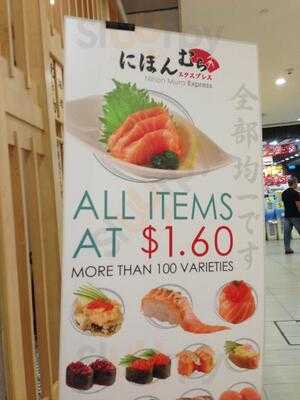 にほんむら
エクスプレス
Nihon Mura Express
全部均一です
ALL ITEMS
AT $1.60
MORE THAN 100 VARIETIES